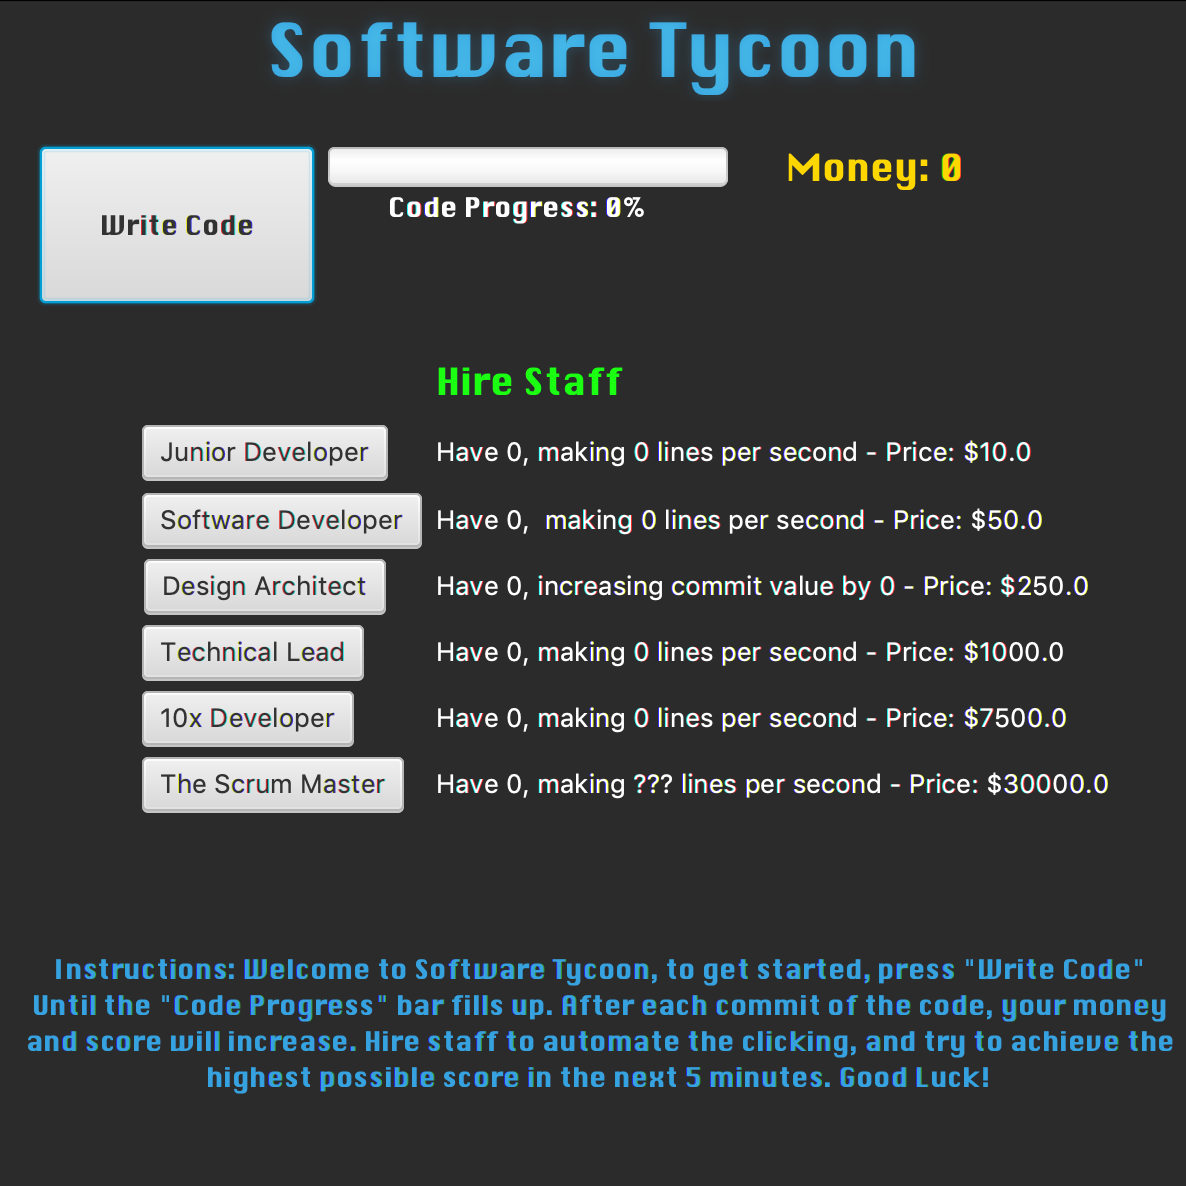 Software Tycoon
Write Code
Code Progress: 0%
Money: 0
Hire Staff
Junior Developer Have 0, making 0 lines per second - Price: $10.0
Software Developer Have 0,  making 0 lines per second - Price: $50.0
Design Architect Have 0, increasing commit value by 0 - Price: $250.0
Technical Lead Have 0, making 0 lines per second - Price: $1000.0
10x Developer Have 0, making 0 lines per second - Price: $7500.0
The Scrum Master Have 0, making ??? lines per second - Price: $30000.0
Instructions: Welcome to Software Tycoon, to get started, press "Write Code"
Until the "Code Progress" bar fills up. After each commit of the code, your money
and score will increase. Hire staff to automate the clicking, and try to achieve the
highest possible score in the next 5 minutes. Good Luck!